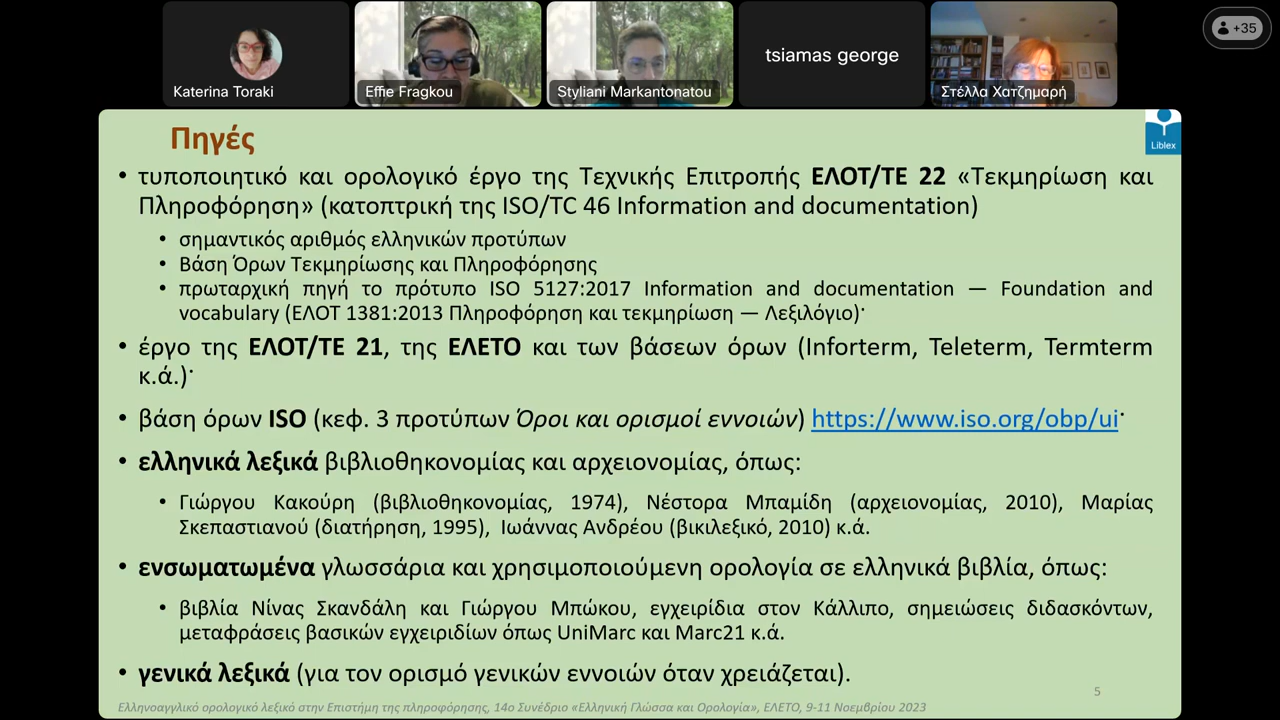 +35
tsiamas george
Katerina Toraki
Effie Fragkou
Styliani Markantonatou
Στέλλα Χατζημαρή
Πηγές
Liblex
• τυποποιητικό και ορολογικό έργο της Τεχνικής Επιτροπής ΕΛΟΤ/ΤΕ 22 «Τεκμηρίωση και
Πληροφόρηση» (κατοπτρική της ISO/TC 46 Information and documentation)
• σημαντικός αριθμός ελληνικών προτύπων
• Βάση Όρων Τεκμηρίωσης και Πληροφόρησης
• πρωταρχική πηγή το πρότυπο ISO 5127:2017 Information and documentation — Foundation and
vocabulary (ΕΛΟΤ 1381:2013 Πληροφόρηση και τεκμηρίωση — Λεξιλόγιο)·
• έργο της ΕΛΟΤ/ΤΕ 21, της ΕΛΕΤΟ και των βάσεων όρων (Inforterm, Teleterm, Termterm
κ.ά.)·
• βάση όρων ISO (κεφ. 3 προτύπων Όροι και ορισμοί εννοιών) https://www.iso.org/obp/ui·
• ελληνικά λεξικά βιβλιοθηκονομίας και αρχειονομίας, όπως:
• Γιώργου Κακούρη (βιβλιοθηκονομίας, 1974), Νέστορα Μπαμίδη (αρχειονομίας, 2010), Μαρίας
Σκεπαστιανού (διατήρηση, 1995), Ιωάννας Ανδρέου (βικιλεξικό, 2010) κ.ά.
• ενσωματωμένα γλωσσάρια και χρησιμοποιούμενη ορολογία σε ελληνικά βιβλία, όπως:
• βιβλία Νίνας Σκανδάλη και Γιώργου Μπώκου, εγχειρίδια στον Κάλλιπο, σημειώσεις διδασκόντων,
μεταφράσεις βασικών εγχειριδίων όπως UniMarc και Marc21 κ.ά.
• γενικά λεξικά (για τον ορισμό γενικών εννοιών όταν χρειάζεται).
5
Ελληνοαγγλικό ορολογικό λεξικό στην Επιστήμη της πληροφόρησης, 14ο Συνέδριο «Ελληνική Γλώσσα και Ορολογία», ΕΛΕΤΟ, 9-11 Νοεμβρίου 2023